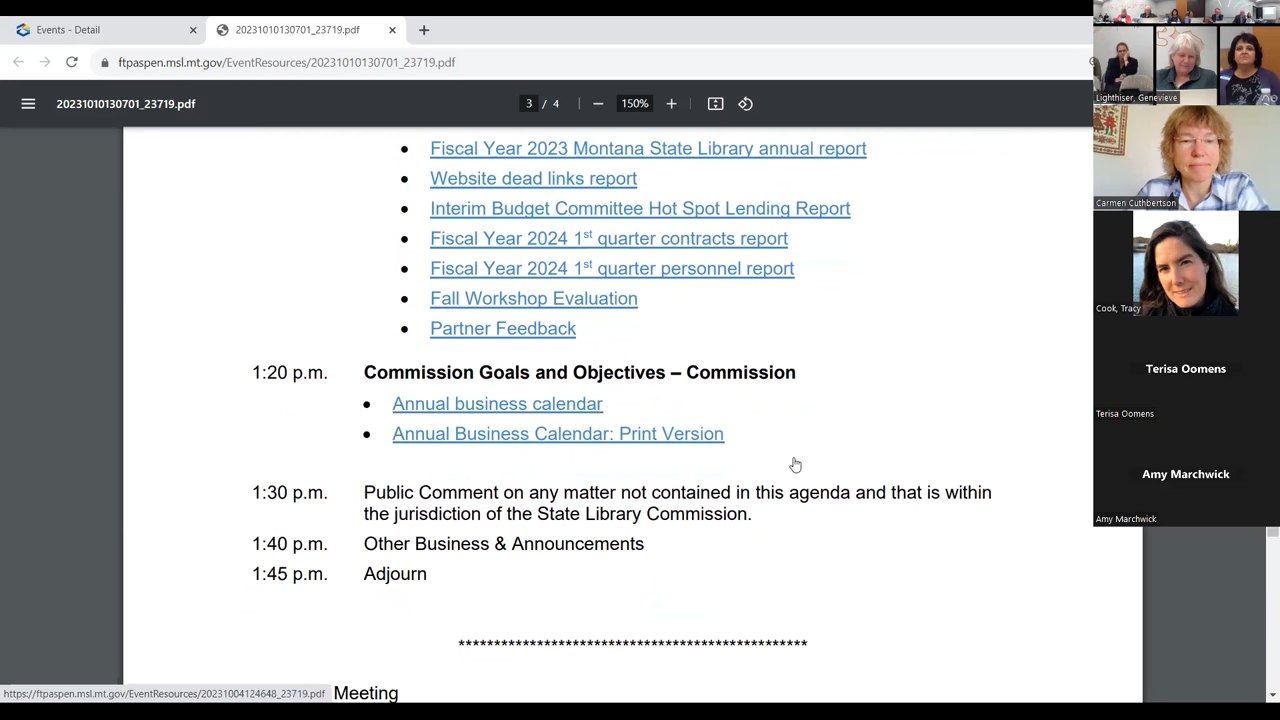 Events - Detail
20231010130701_23719.pdf
ftpaspen.msl.mt.gov/EventResources/20231010130701_23719.pdf
20231010130701_23719.pdf
3 / 4
150%
Fiscal Year 2023 Montana State Library annual report
Website dead links report
Interim Budget Committee Hot Spot Lending Report
Fiscal Year 2024 1st quarter contracts report
Fiscal Year 2024 1st quarter personnel report
Fall Workshop Evaluation
Partner Feedback
1:20 p.m. Commission Goals and Objectives – Commission
Annual business calendar
Annual Business Calendar: Print Version
1:30 p.m. Public Comment on any matter not contained in this agenda and that is within
the jurisdiction of the State Library Commission.
1:40 p.m. Other Business & Announcements
1:45 p.m. Adjourn
************************************************
Meeting
https://ftpaspen.msl.mt.gov/EventResources/20231004124648_23719.pdf
Lighthiser, Genevieve
Carmen Cuthbertson
Cook, Tracy
Terisa Oomens
Terisa Oomens
Amy Marchwick
Amy Marchwick